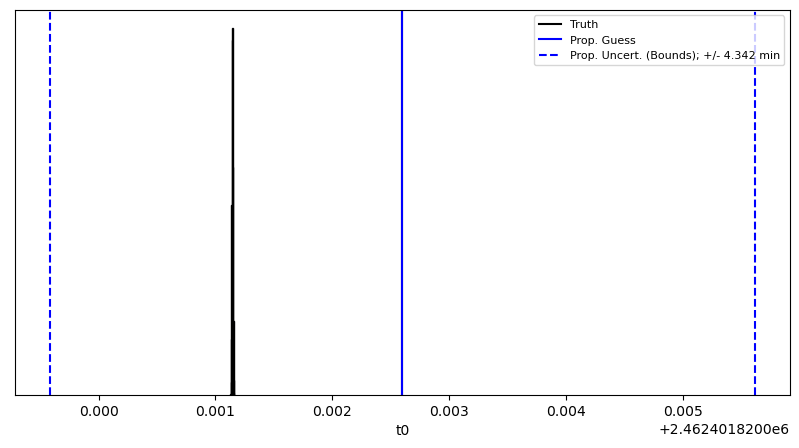 Truth
Prop. Guess
Prop. Uncert. (Bounds); +/- 4.342 min
0.000 0.001 0.002 0.003 0.004 0.005
t0
+2.4624018200e6